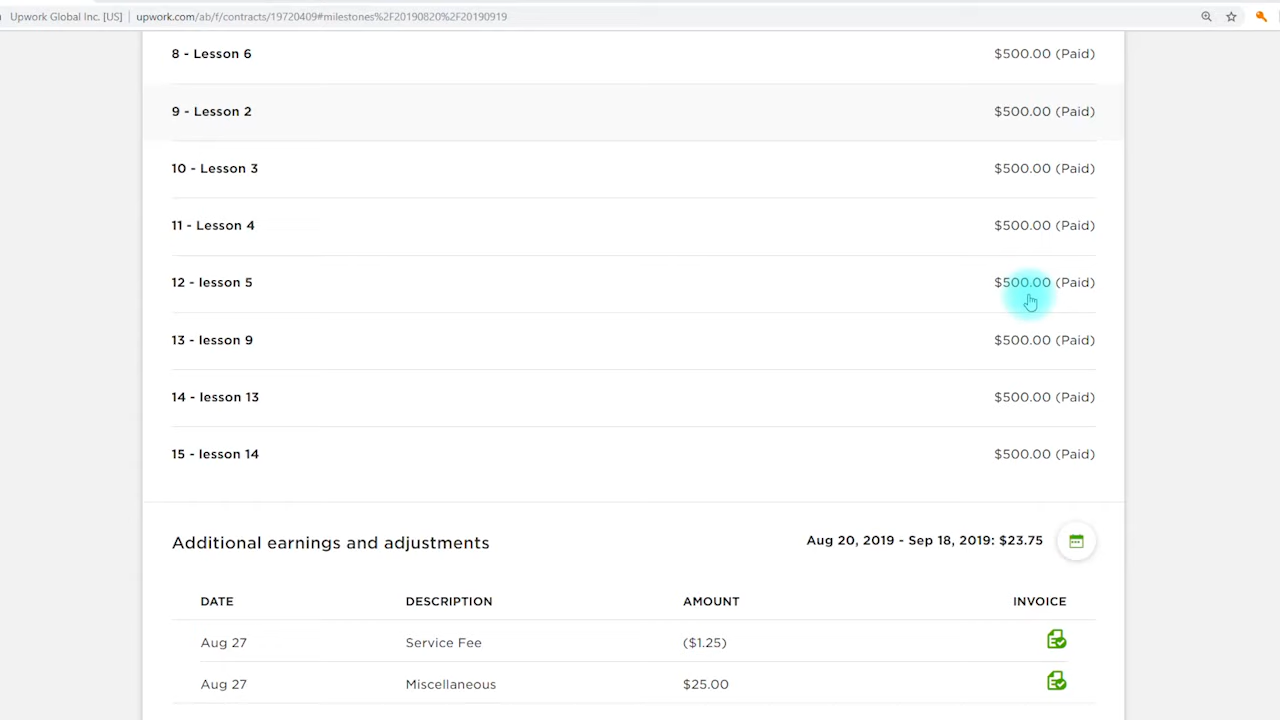 Upwork Global Inc. [US] upwork.com/ab/f/contracts/19720409#milestones%2F20190820%2F20190919
8 - Lesson 6 $500.00 (Paid)
9 - Lesson 2 $500.00 (Paid)
10 - Lesson 3 $500.00 (Paid)
11 - Lesson 4 $500.00 (Paid)
12 - lesson 5 $500.00 (Paid)
13 - lesson 9 $500.00 (Paid)
14 - lesson 13 $500.00 (Paid)
15 - lesson 14 $500.00 (Paid)
Additional earnings and adjustments Aug 20, 2019 - Sep 18, 2019: $23.75
DATE DESCRIPTION AMOUNT INVOICE
Aug 27 Service Fee ($1.25)
Aug 27 Miscellaneous $25.00